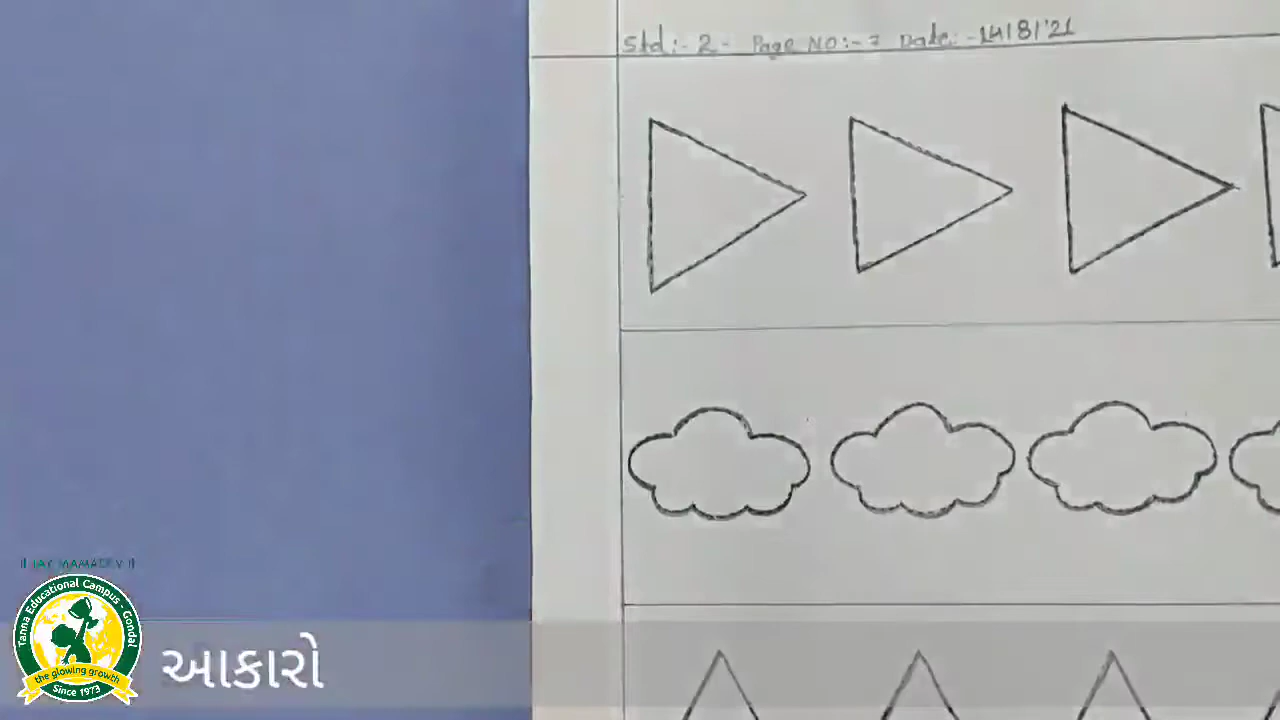 Std:- 2 - Page No:- 7 Date:- 14/8/'21
|| JAY MAMADEV ||
Tanna Educational Campus - Gondal
the glowing growth
Since 1973
આકારો